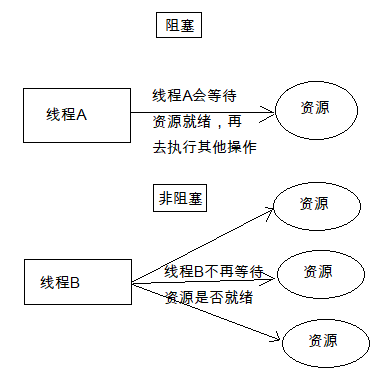 阻塞
线程A会等待
资源
线程A
资源就绪，再
去执行其他操作
非阻塞
资源
线程B不再等待
资源
线程B
资源是否就绪
资源